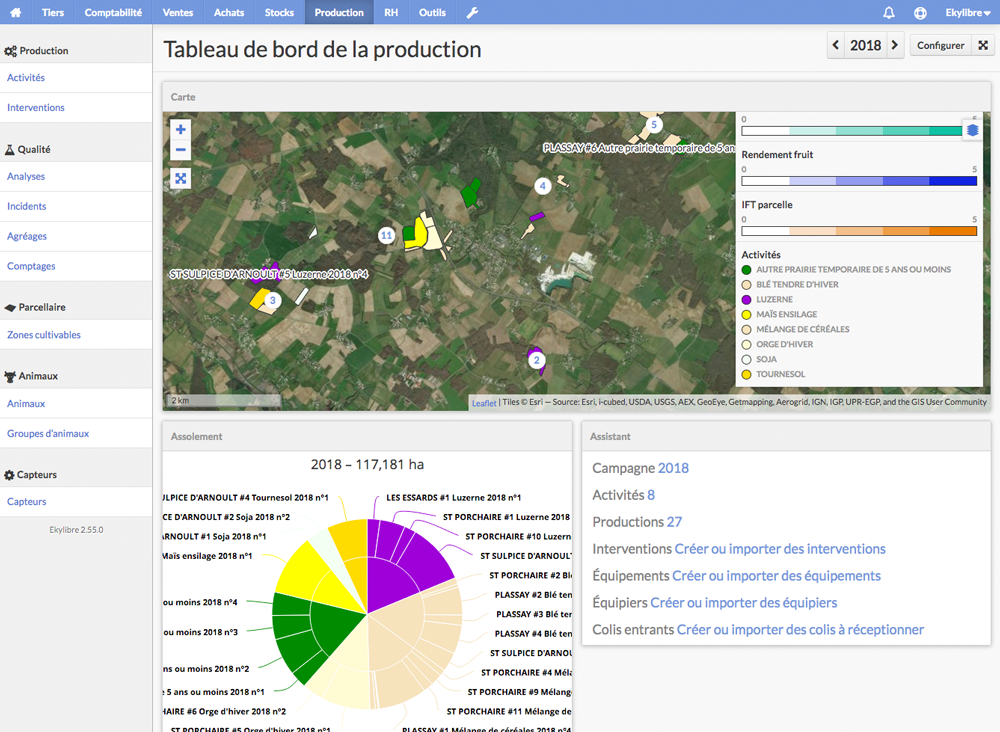 Tiers Comptabilité Ventes Achats Stocks Production RH Outils Ekylibre
Production
Activités
Interventions
Qualité
Analyses
Incidents
Agréages
Comptages
Parcellaire
Zones cultivables
Animaux
Animaux
Groupes d'animaux
Capteurs
Capteurs
Ekylibre 2.55.0
Tableau de bord de la production
2018
Configurer
Carte
+
−
5
PLASSAY #6 Autre prairie temporaire de 5 an
4
11
ST SULPICE D'ARNOULT #5 Luzerne 2018 n°4
3
2
2 km
Leaflet | Tiles © Esri — Source: Esri, i-cubed, USDA, USGS, AEX, GeoEye, Getmapping, Aerogrid, IGN, IGP, UPR-EGP, and the GIS User Community
0
Rendement fruit
0 5
IFT parcelle
0 5
Activités
AUTRE PRAIRIE TEMPORAIRE DE 5 ANS OU MOINS
BLÉ TENDRE D'HIVER
LUZERNE
MAÏS ENSILAGE
MÉLANGE DE CÉRÉALES
ORGE D'HIVER
SOJA
TOURNESOL
Assolement
2018 – 117,181 ha
ULPICE D'ARNOULT #4 Tournesol 2018 n°1
CE D'ARNOULT #2 Soja 2018 n°2
ARNOULT #1 Soja 2018 n°1
Maïs ensilage 2018 n°1
ou moins 2018 n°4
ou moins 2018 n°3
ns ou moins 2018 n°2
e 5 ans ou moins 2018 n°1
HAIRE #6 Orge d'hiver 2018 n°2
ST PORCHAIRE #5 Orge d'hiver 2018 n°1
LES ESSARDS #1 Luzerne 2018 n°1
ST PORCHAIRE #1 Luzerne 2018
ST PORCHAIRE #10 Luzern
ST SULPICE D'ARNOUL
ST PORCHAIRE #2 Bl
PLASSAY #2 Blé ten
PLASSAY #3 Blé ter
PLASSAY #4 Blé ter
ST SULPICE D'ARNOU
ST PORCHAIRE #4 Méla
ST PORCHAIRE #9 Mélang
ST PORCHAIRE #11 Mélange de
PLASSAY #1 Mélange de céréales 2018 n°4
Assistant
Campagne 2018
Activités 8
Productions 27
Interventions Créer ou importer des interventions
Équipements Créer ou importer des équipements
Équipiers Créer ou importer des équipiers
Colis entrants Créer ou importer des colis à réceptionner